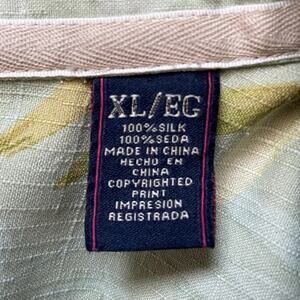 XL/EG
100% SILK
100% SEDA
MADE IN CHINA
HECHO EN
CHINA
COPYRIGHTED
PRINT
IMPRESION
REGISTRADA